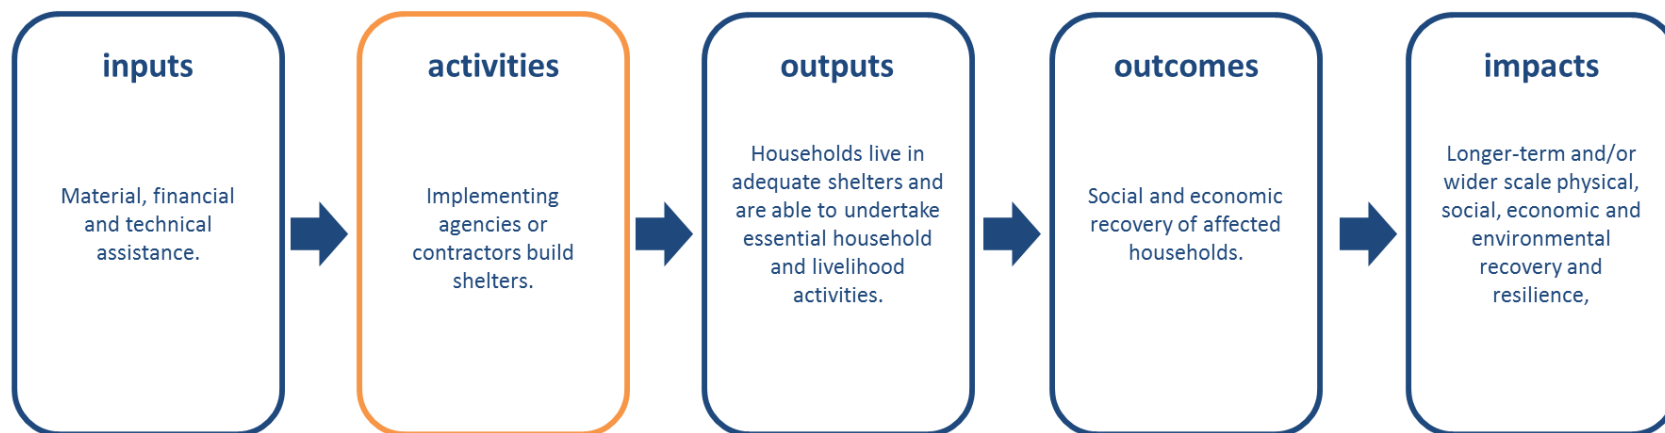 inputs
Material, financial
and technical
assistance.
activities
Implementing
agencies or
contractors build
shelters.
outputs
Households live in
adequate shelters and
are able to undertake
essential household
and livelihood
activities.
outcomes
Social and economic
recovery of affected
households.
impacts
Longer-term and/or
wider scale physical,
social, economic and
environmental
recovery and
resilience,